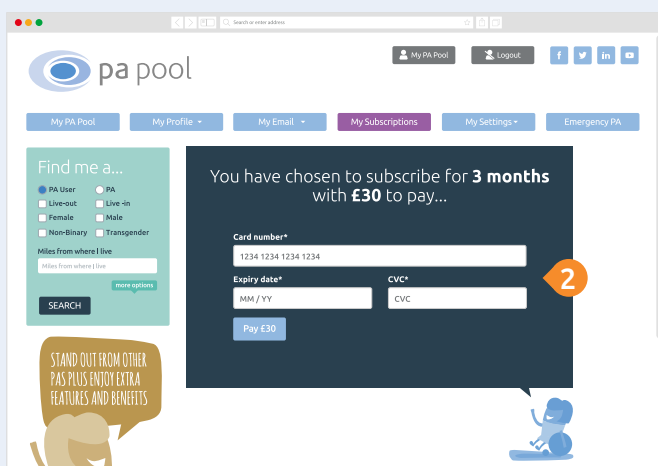 Search or enter address
pa pool
My PA Pool
Logout
f
in
My PA Pool
My Profile
My Email
My Subscriptions
My Settings
Emergency PA
Find me a...
PA User
PA
Live-out
Live -in
Female
Male
Non-Binary
Transgender
Miles from where I live
Miles from where I live
more options
SEARCH
STAND OUT FROM OTHER
PAS PLUS ENJOY EXTRA
FEATURES AND BENEFITS
You have chosen to subscribe for 3 months
with £30 to pay...
Card number*
1234 1234 1234 1234
Expiry date*
CVC*
MM / YY
CVC
Pay £30
2